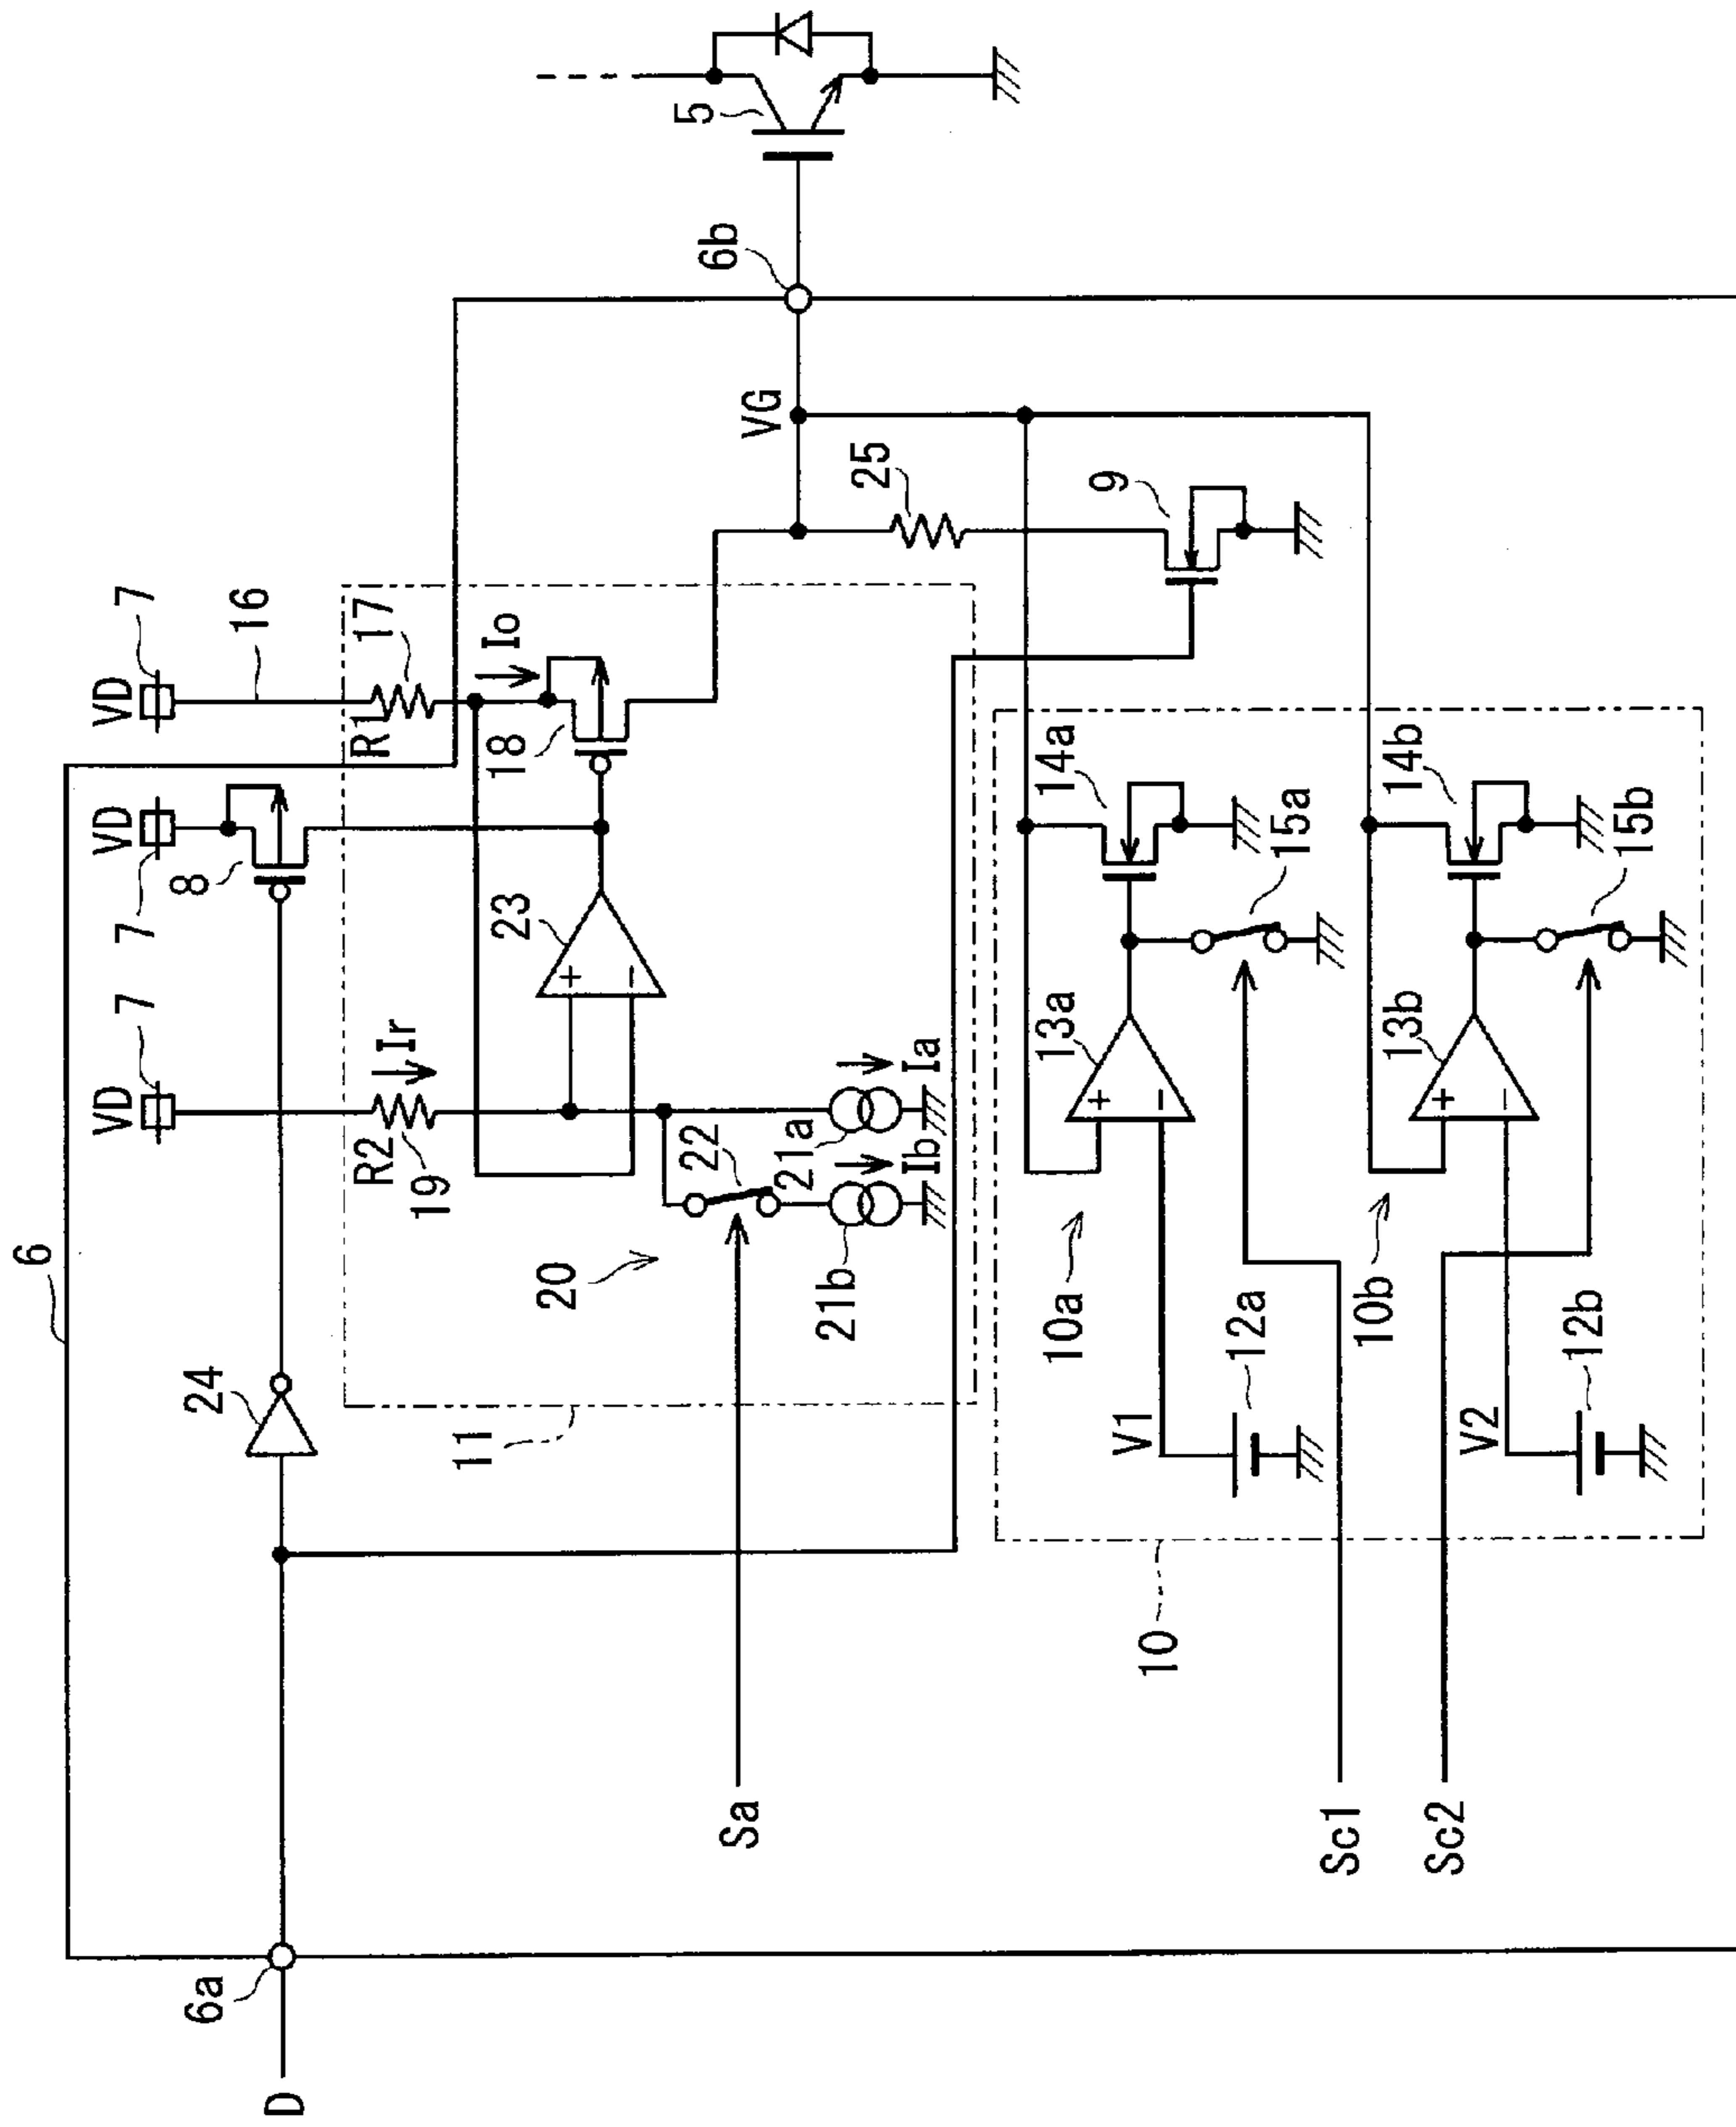 6
6a
D
24
VD
7
VD
7
VD
7
16
8
R2
19
Ir
R1
17
Io
18
23
11
20
22
21a
Ia
21b
Ib
Sa
VG
25
9
6b
5
10
10a
13a
14a
15a
V1
12a
Sc1
10b
13b
14b
15b
V2
12b
Sc2
+
−
+
−
+
−